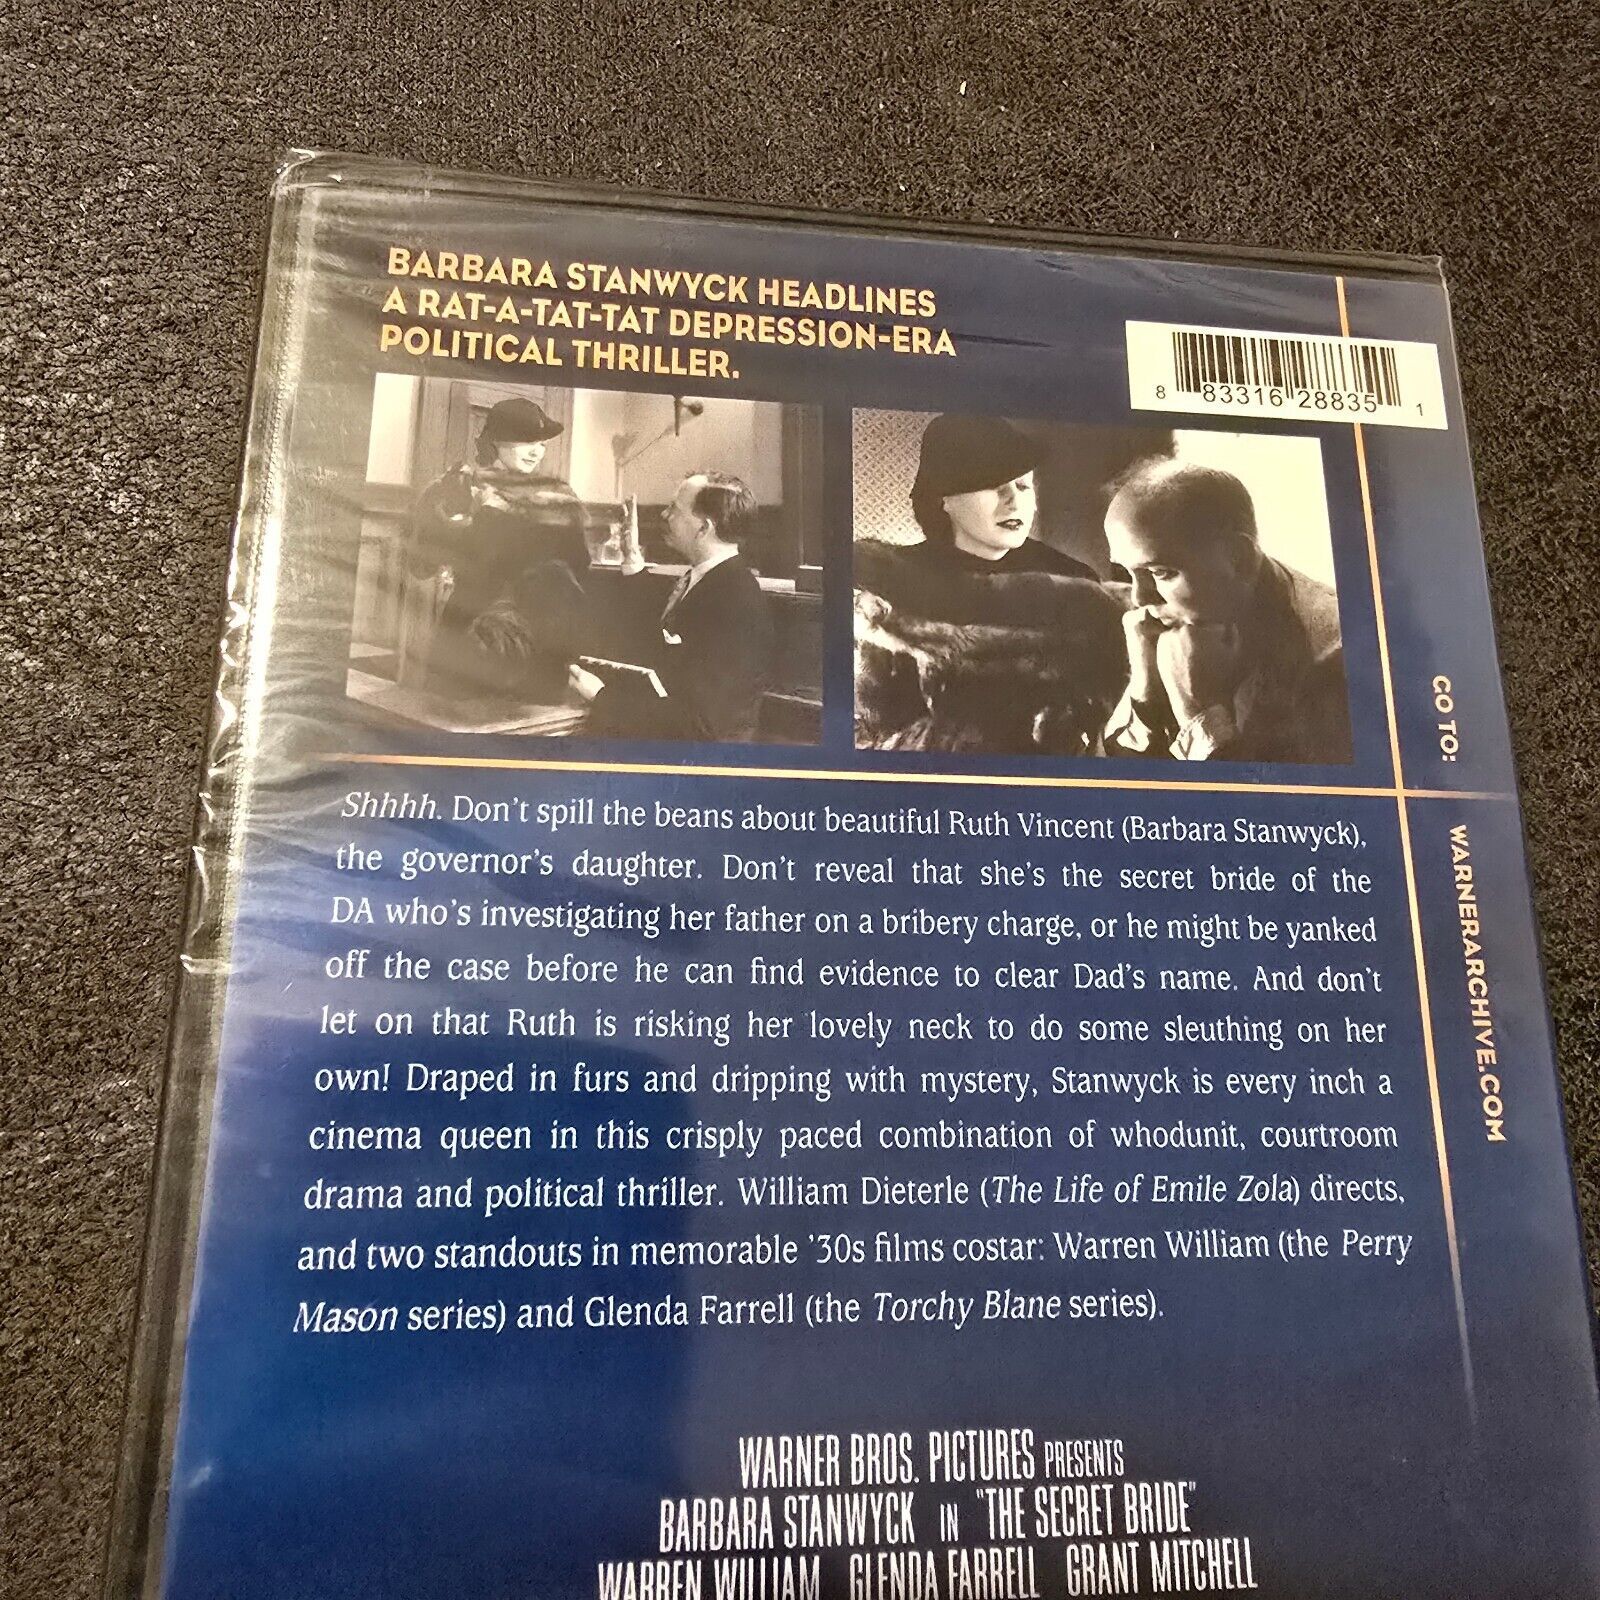 BARBARA STANWYCK HEADLINES
A RAT-A-TAT-TAT DEPRESSION-ERA
POLITICAL THRILLER.
8 83316 28835 1
Shhhh. Don't spill the beans about beautiful Ruth Vincent (Barbara Stanwyck),
the governor's daughter. Don't reveal that she's the secret bride of the
DA who's investigating her father on a bribery charge, or he might be yanked
off the case before he can find evidence to clear Dad's name. And don't
let on that Ruth is risking her lovely neck to do some sleuthing on her
own! Draped in furs and dripping with mystery, Stanwyck is every inch a
cinema queen in this crisply paced combination of whodunit, courtroom
drama and political thriller. William Dieterle (The Life of Emile Zola) directs,
and two standouts in memorable '30s films costar: Warren William (the Perry
Mason series) and Glenda Farrell (the Torchy Blane series).
GO TO: WARNERARCHIVE.COM
WARNER BROS. PICTURES PRESENTS
BARBARA STANWYCK IN "THE SECRET BRIDE"
WARREN WILLIAM GLENDA FARRELL GRANT MITCHELL